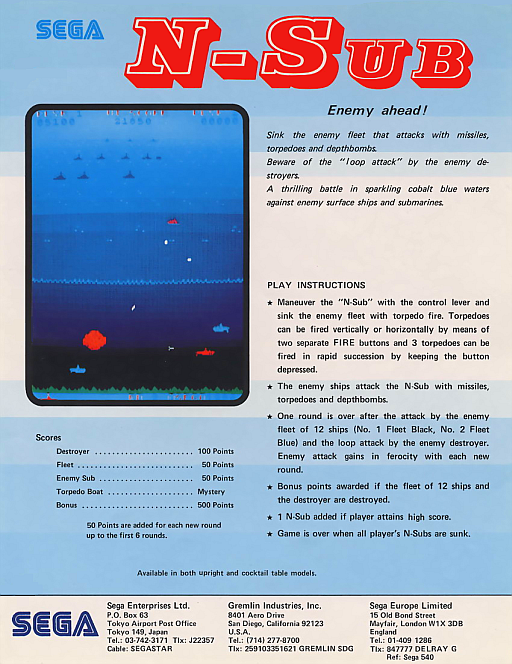 SEGA
N-SUB
Enemy ahead!
Sink the enemy fleet that attacks with missiles,
torpedoes and depthbombs.
Beware of the "loop attack" by the enemy de-
stroyers.
A thrilling battle in sparkling cobalt blue waters
against enemy surface ships and submarines.
PLAY INSTRUCTIONS
★ Maneuver the "N-Sub" with the control lever and
sink the enemy fleet with torpedo fire. Torpedoes
can be fired vertically or horizontally by means of
two separate FIRE buttons and 3 torpedoes can be
fired in rapid succession by keeping the button
depressed.
★ The enemy ships attack the N-Sub with missiles,
torpedoes and depthbombs.
★ One round is over after the attack by the enemy
fleet of 12 ships (No. 1 Fleet Black, No. 2 Fleet
Blue) and the loop attack by the enemy destroyer.
Enemy attack gains in ferocity with each new
round.
★ Bonus points awarded if the fleet of 12 ships and
the destroyer are destroyed.
★ 1 N-Sub added if player attains high score.
★ Game is over when all player's N-Subs are sunk.
Scores
Destroyer ........................ 100 Points
Fleet ............................ 50 Points
Enemy Sub ........................ 50 Points
Torpedo Boat ..................... Mystery
Bonus ............................ 500 Points
50 Points are added for each new round
up to the first 6 rounds.
Available in both upright and cocktail table models.
SEGA
Sega Enterprises Ltd.
P.O. Box 63
Tokyo Airport Post Office
Tokyo 149, Japan
Tel.: 03-742-3171 Tlx: J22357
Cable: SEGASTAR
Gremlin Industries, Inc.
8401 Aero Drive
San Diego, California 92123
U.S.A.
Tel.: (714) 277-8700
Tlx: 259103351621 GREMLIN SDG
Sega Europe Limited
15 Old Bond Street
Mayfair, London W1X 3DB
England
Tel.: 01-409 1286
Tlx: 847777 DELRAY G
Ref: Sega 540